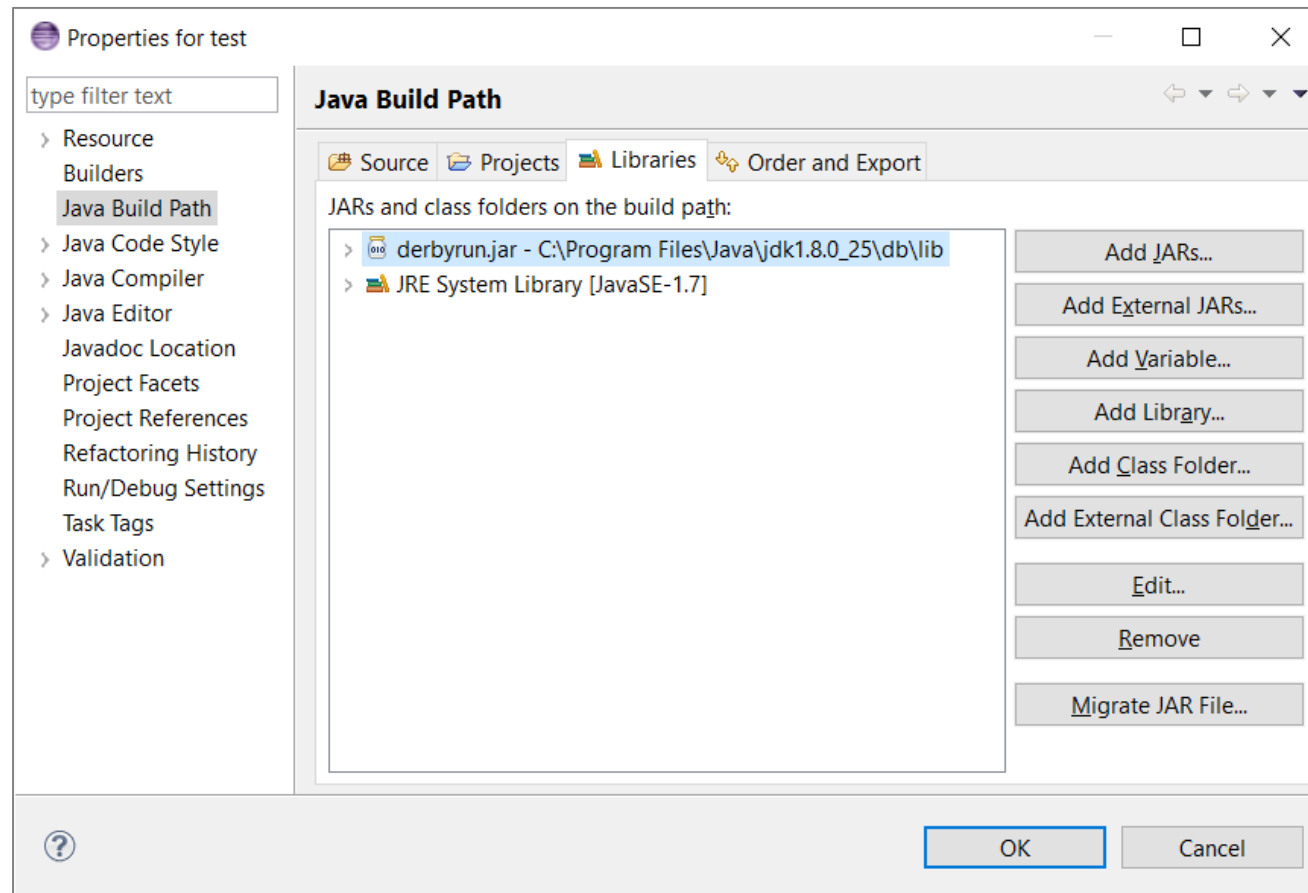 Properties for test
type filter text
Resource
Builders
Java Build Path
Java Code Style
Java Compiler
Java Editor
Javadoc Location
Project Facets
Project References
Refactoring History
Run/Debug Settings
Task Tags
Validation
Java Build Path
Source Projects Libraries Order and Export
JARs and class folders on the build path:
derbyrun.jar - C:\Program Files\Java\jdk1.8.0_25\db\lib
JRE System Library [JavaSE-1.7]
Add JARs...
Add External JARs...
Add Variable...
Add Library...
Add Class Folder...
Add External Class Folder...
Edit...
Remove
Migrate JAR File...
?
OK Cancel